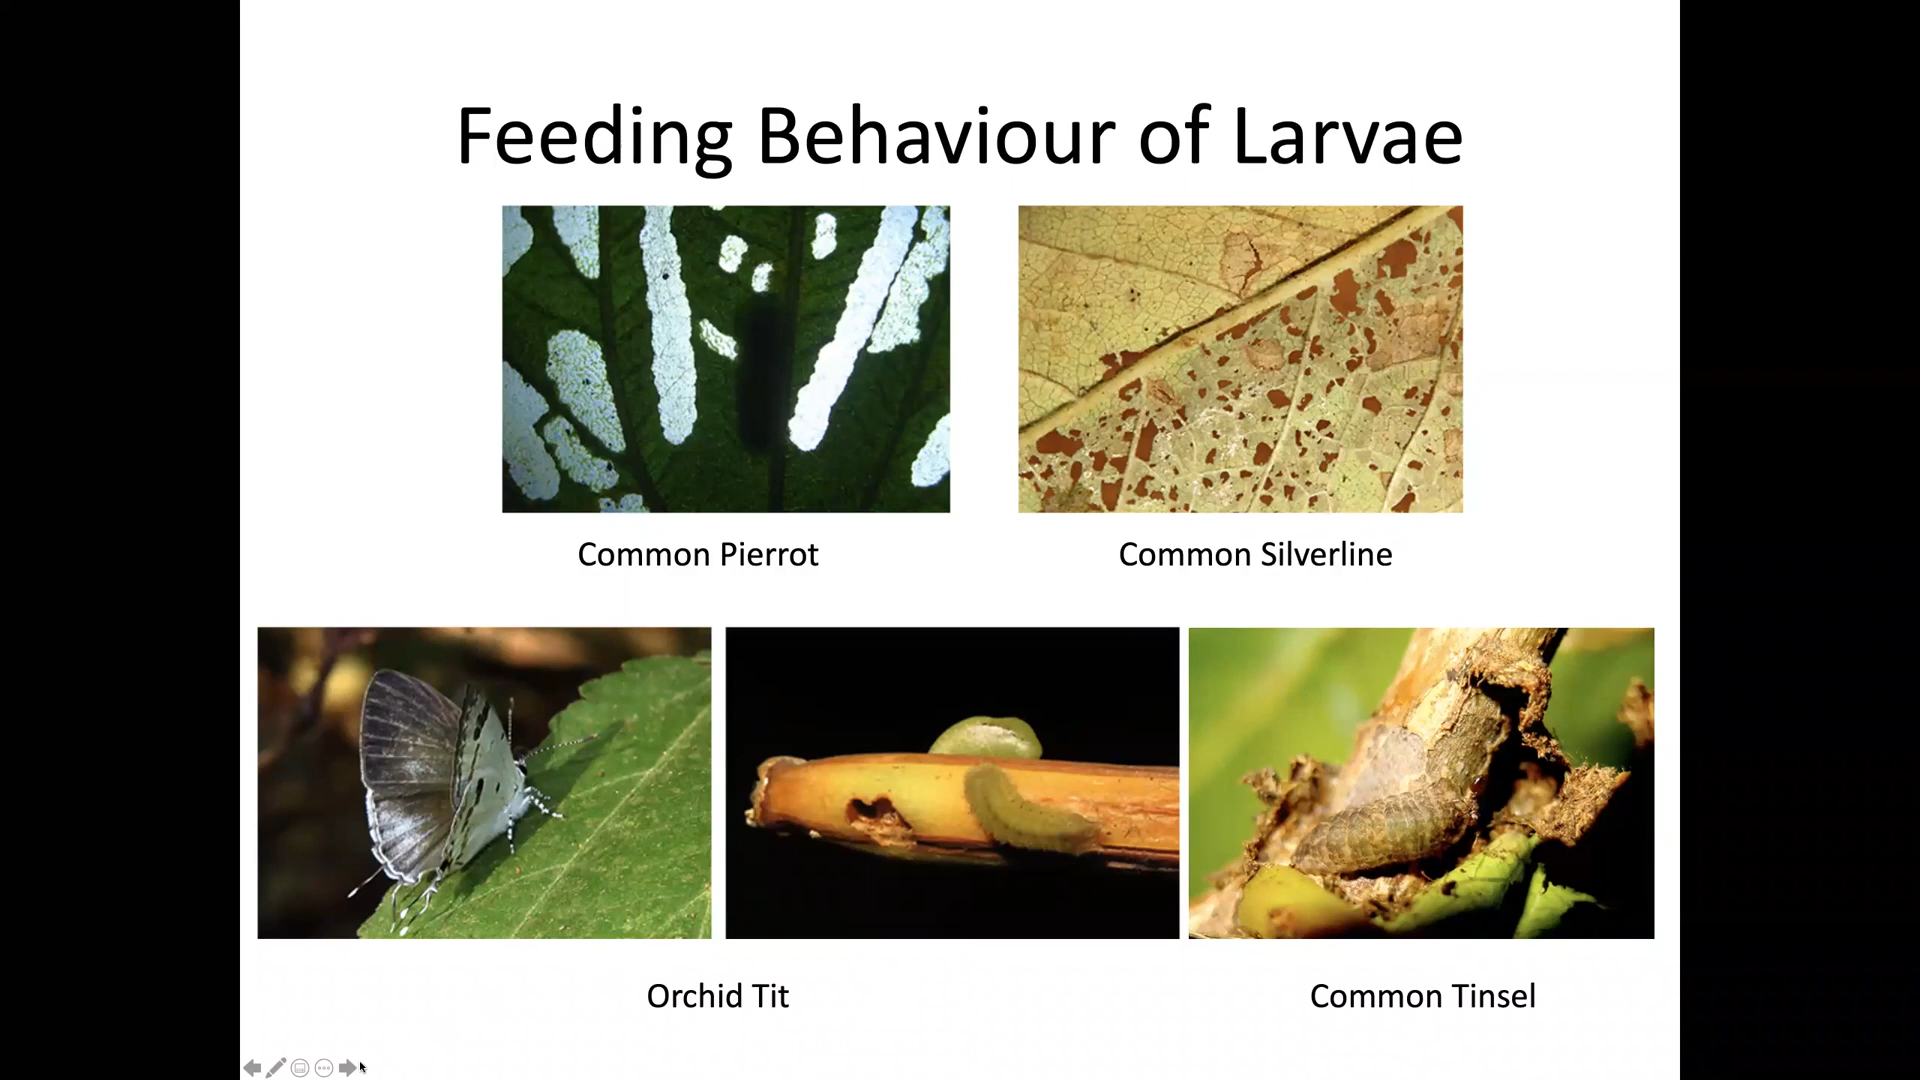 Feeding Behaviour of Larvae
Common Pierrot
Common Silverline
Orchid Tit
Common Tinsel